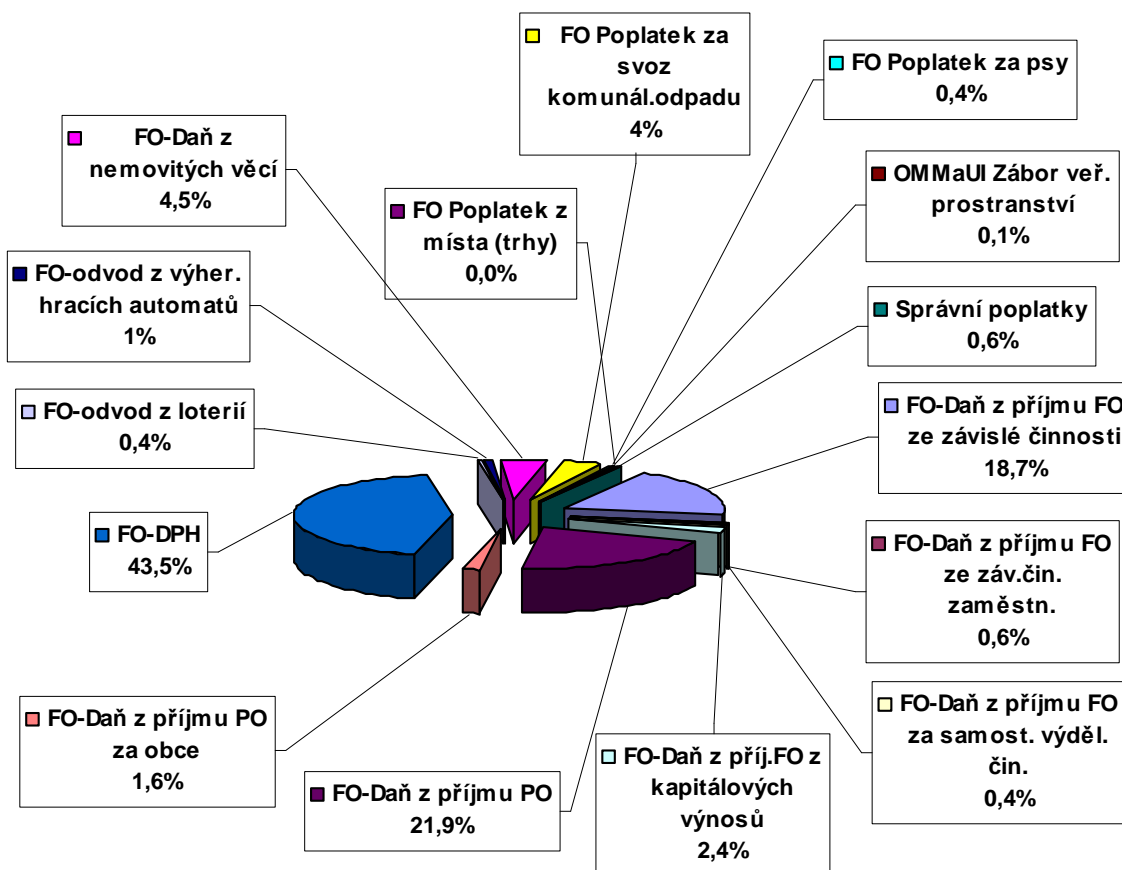 FO Poplatek za
svoz
komunál.odpadu
4%
FO Poplatek za psy
0,4%
FO-Daň z
nemovitých věcí
4,5%
OMMaUI Zábor veř.
prostranství
0,1%
FO Poplatek z
místa (trhy)
0,0%
FO-odvod z výher.
hracích automatů
1%
Správní poplatky
0,6%
FO-odvod z loterií
0,4%
FO-Daň z příjmu FO
ze závislé činnosti
18,7%
FO-DPH
43,5%
FO-Daň z příjmu FO
ze záv.čin.
zaměstn.
0,6%
FO-Daň z příjmu PO
za obce
1,6%
FO-Daň z příjmu FO
za samost. výděl.
čin.
0,4%
FO-Daň z příjmu PO
21,9%
FO-Daň z příj.FO z
kapitálových
výnosů
2,4%